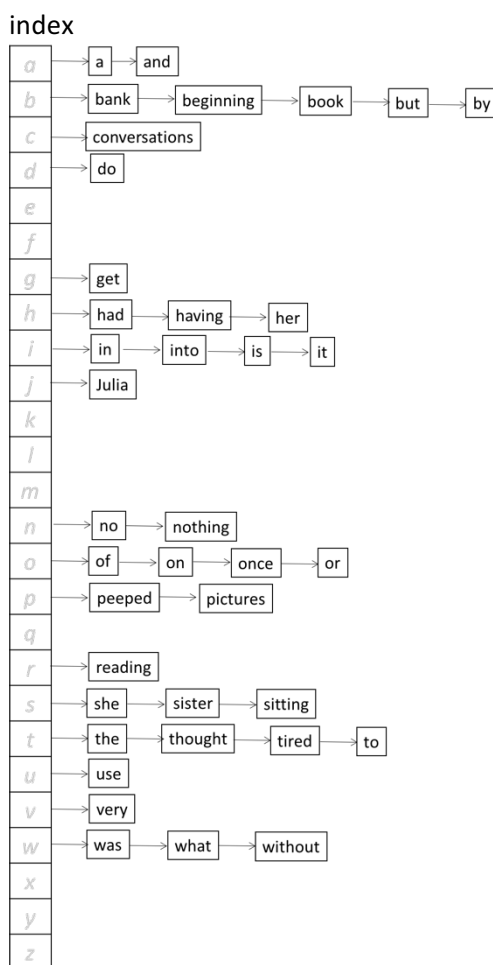 index
a a and
b bank beginning book but by
c conversations
d do
e
f
g get
h had having her
i in into is it
j Julia
k
l
m
n no nothing
o of on once or
p peeped pictures
q
r reading
s she sister sitting
t the thought tired to
u use
v very
w was what without
x
y
z